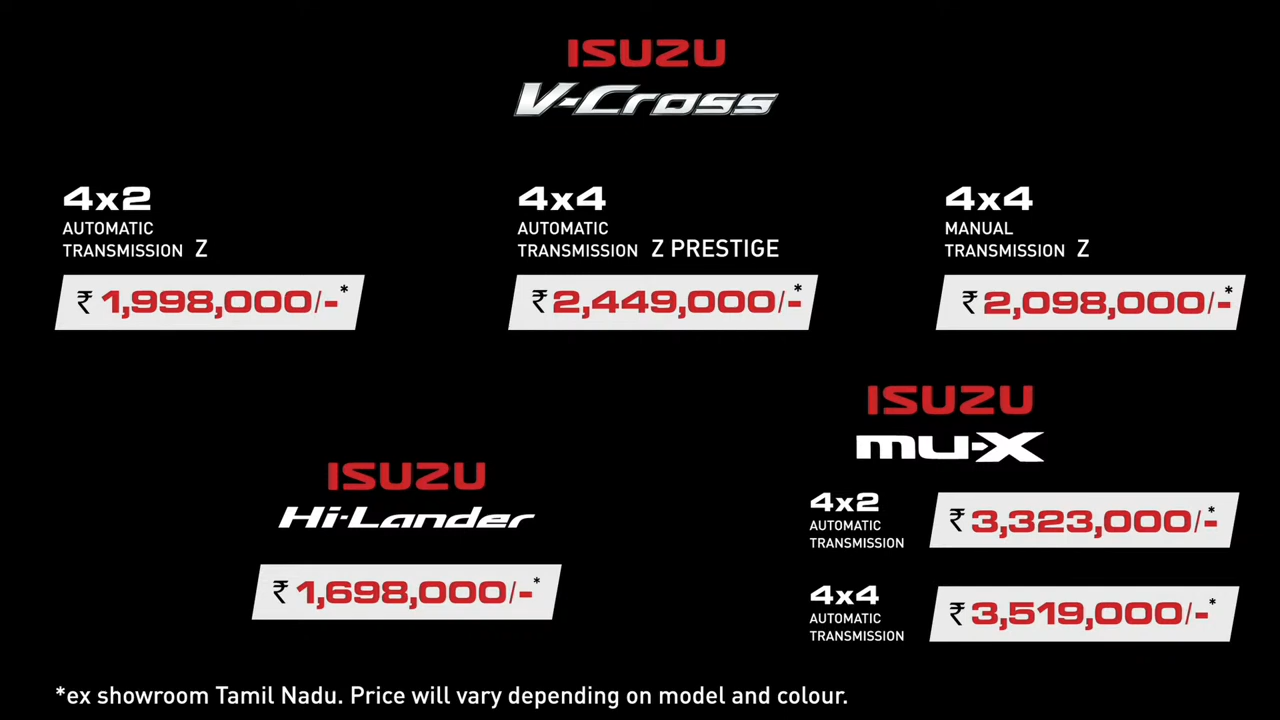 ISUZU
V-Cross
4x2
AUTOMATIC
TRANSMISSION Z
₹ 1,998,000/-*
4x4
AUTOMATIC
TRANSMISSION Z PRESTIGE
₹ 2,449,000/-*
4x4
MANUAL
TRANSMISSION Z
₹ 2,098,000/-*
ISUZU
Hi-Lander
₹ 1,698,000/-*
ISUZU
mu-X
4x2
AUTOMATIC
TRANSMISSION
₹ 3,323,000/-*
4x4
AUTOMATIC
TRANSMISSION
₹ 3,519,000/-*
*ex showroom Tamil Nadu. Price will vary depending on model and colour.